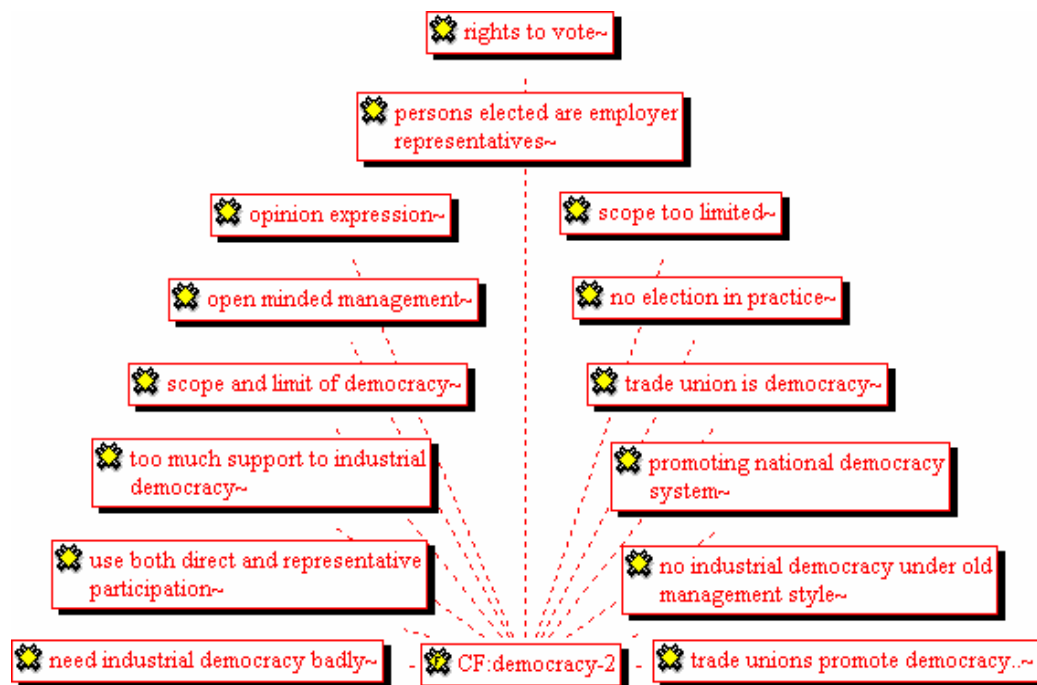 rights to vote~
persons elected are employer
representatives~
opinion expression~
scope too limited~
open minded management~
no election in practice~
scope and limit of democracy~
trade union is democracy~
too much support to industrial
democracy~
promoting national democracy
system~
use both direct and representative
participation~
no industrial democracy under old
management style~
need industrial democracy badly~
CF:democracy-2
trade unions promote democracy..~